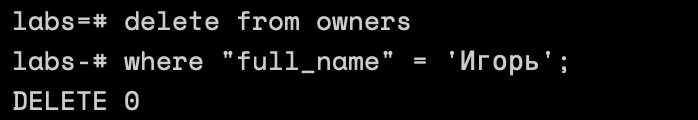 labs=# delete from owners
labs-# where "full_name" = 'Игорь';
DELETE 0